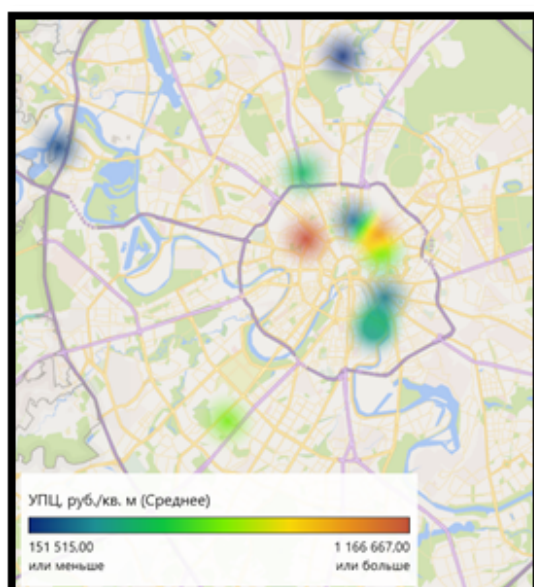 УПЦ, руб./кв. м (Среднее)
151 515,00 1 166 667,00
или меньше или больше